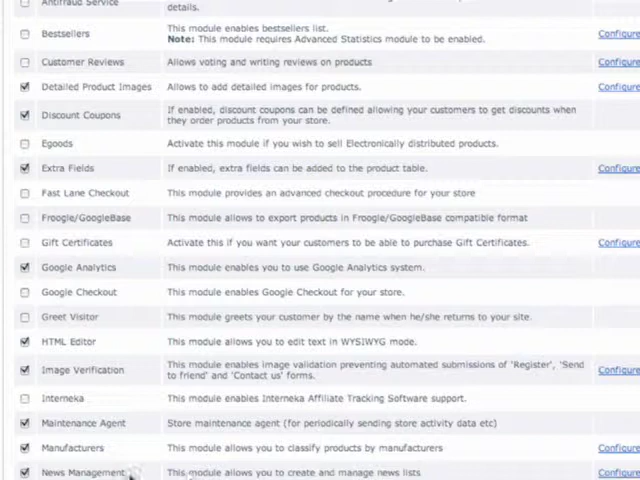 Antifraud Service
details.
Bestsellers
This module enables bestsellers list.
Note: This module requires Advanced Statistics module to be enabled.
Configure
Customer Reviews
Allows voting and writing reviews on products
Configure
Detailed Product Images
Allows to add detailed images for products.
Configure
Discount Coupons
If enabled, discount coupons can be defined allowing your customers to get discounts when
they order products from your store.
Egoods
Activate this module if you wish to sell Electronically distributed products.
Extra Fields
If enabled, extra fields can be added to the product table.
Configure
Fast Lane Checkout
This module provides an advanced checkout procedure for your store
Froogle/GoogleBase
This module allows to export products in Froogle/GoogleBase compatible format
Gift Certificates
Activate this if you want your customers to be able to purchase Gift Certificates.
Configure
Google Analytics
This module enables you to use Google Analytics system.
Google Checkout
This module enables Google Checkout for your store.
Greet Visitor
This module greets your customer by the name when he/she returns to your site.
HTML Editor
This module allows you to edit text in WYSIWYG mode.
Image Verification
This module enables image validation preventing automated submissions of 'Register', 'Send
to friend' and 'Contact us' forms.
Configure
Interneka
This module enables Interneka Affiliate Tracking Software support.
Maintenance Agent
Store maintenance agent (for periodically sending store activity data etc)
Manufacturers
This module allows you to classify products by manufacturers
Configure
News Management
This module allows you to create and manage news lists
Configure